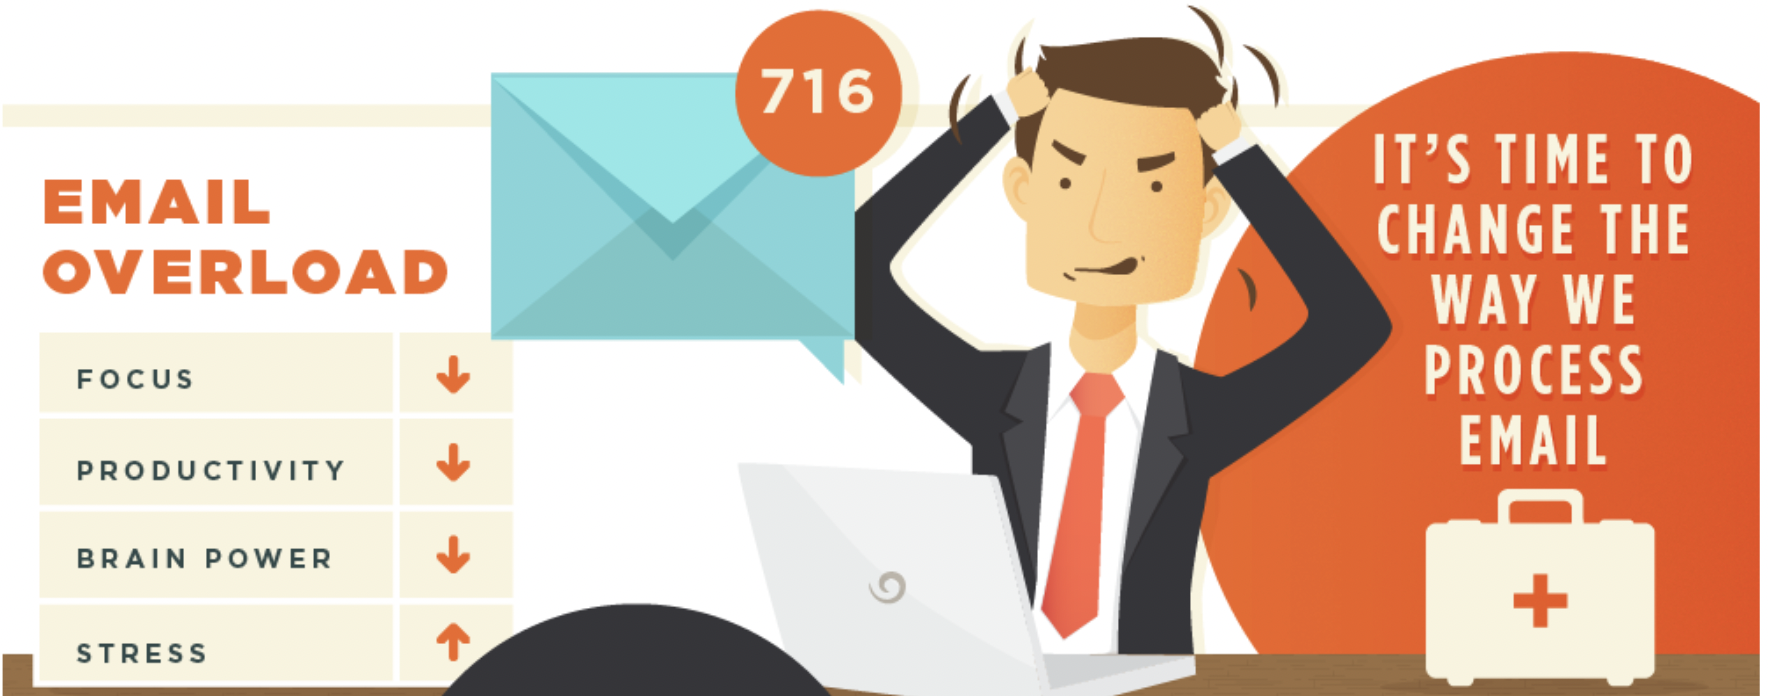 716
EMAIL
OVERLOAD
FOCUS
PRODUCTIVITY
BRAIN POWER
STRESS
IT'S TIME TO
CHANGE THE
WAY WE
PROCESS
EMAIL